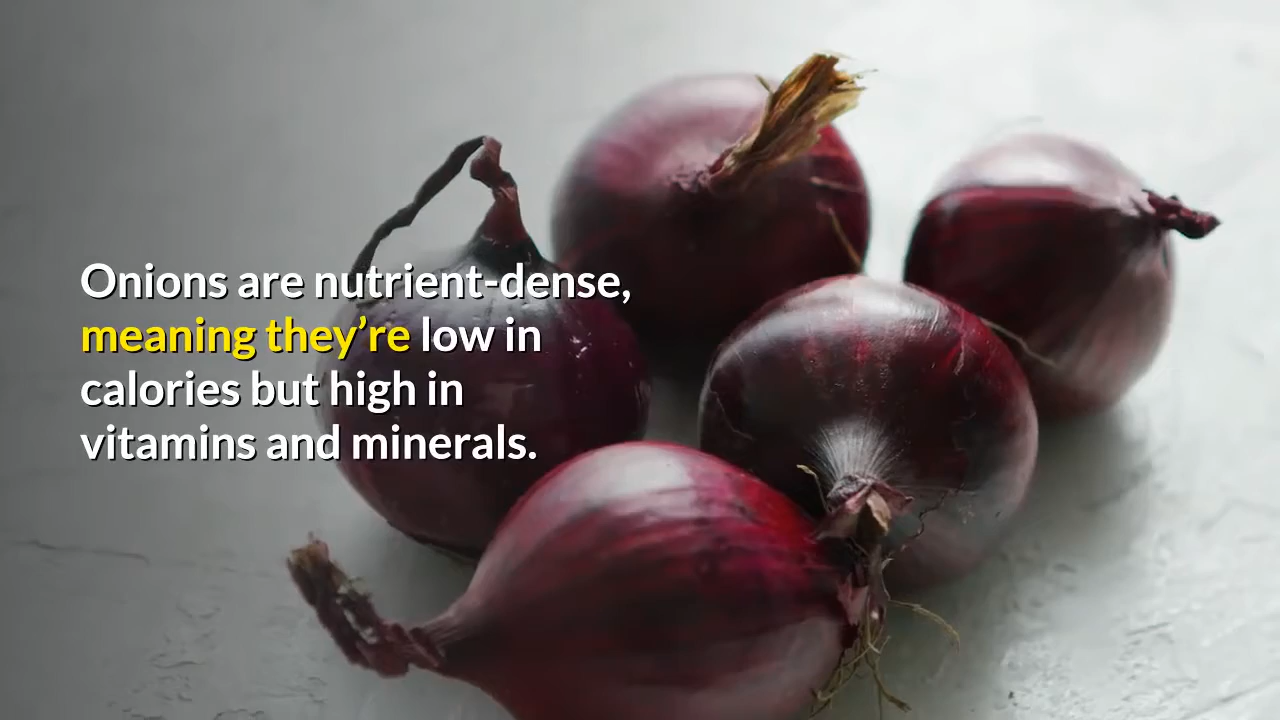 Onions are nutrient-dense,
meaning they’re low in
calories but high in
vitamins and minerals.